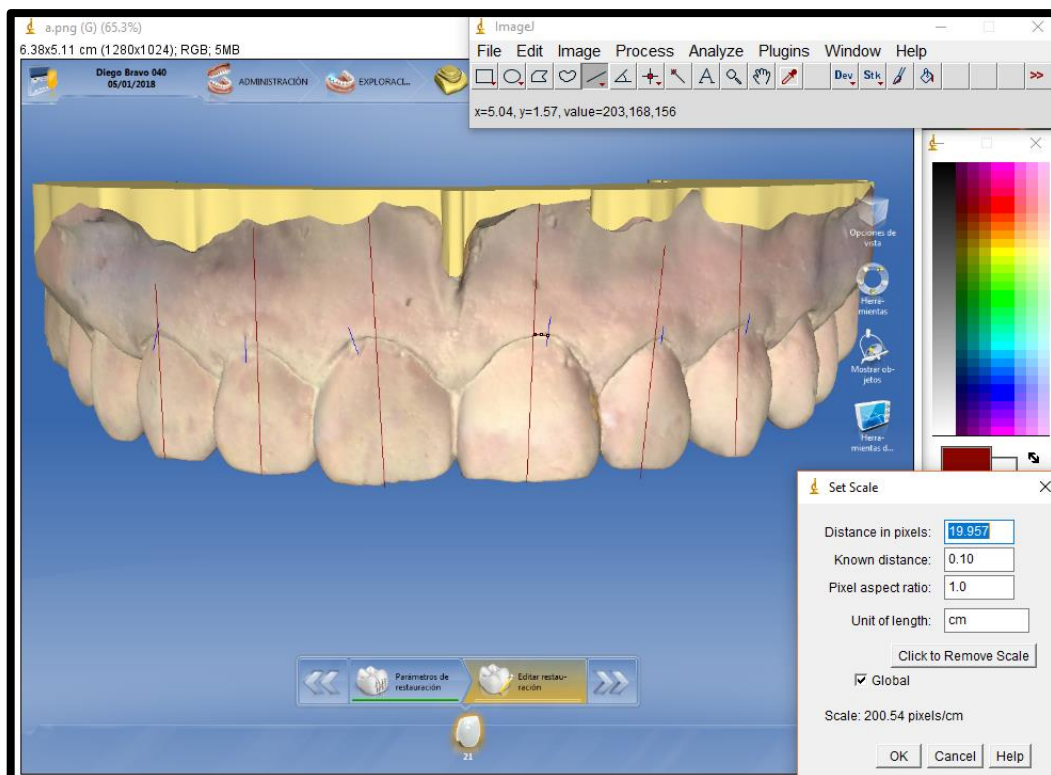 a.png (G) (65.3%)
6.38x5.11 cm (1280x1024); RGB; 5MB
Diego Bravo 040
05/01/2018
ADMINISTRACIÓN
EXPLORACI...
ImageJ
File Edit Image Process Analyze Plugins Window Help
A
Dev Stk
>>
x=5.04, y=1.57, value=203,168,156
Opciones de
vista
Herra-
mientas
Mostrar ob-
jetos
Herra-
mientas d...
Set Scale
Distance in pixels: 19.957
Known distance: 0.10
Pixel aspect ratio: 1.0
Unit of length: cm
Click to Remove Scale
Global
Scale: 200.54 pixels/cm
OK Cancel Help
Parámetros de
restauración
Editar restau-
ración
21